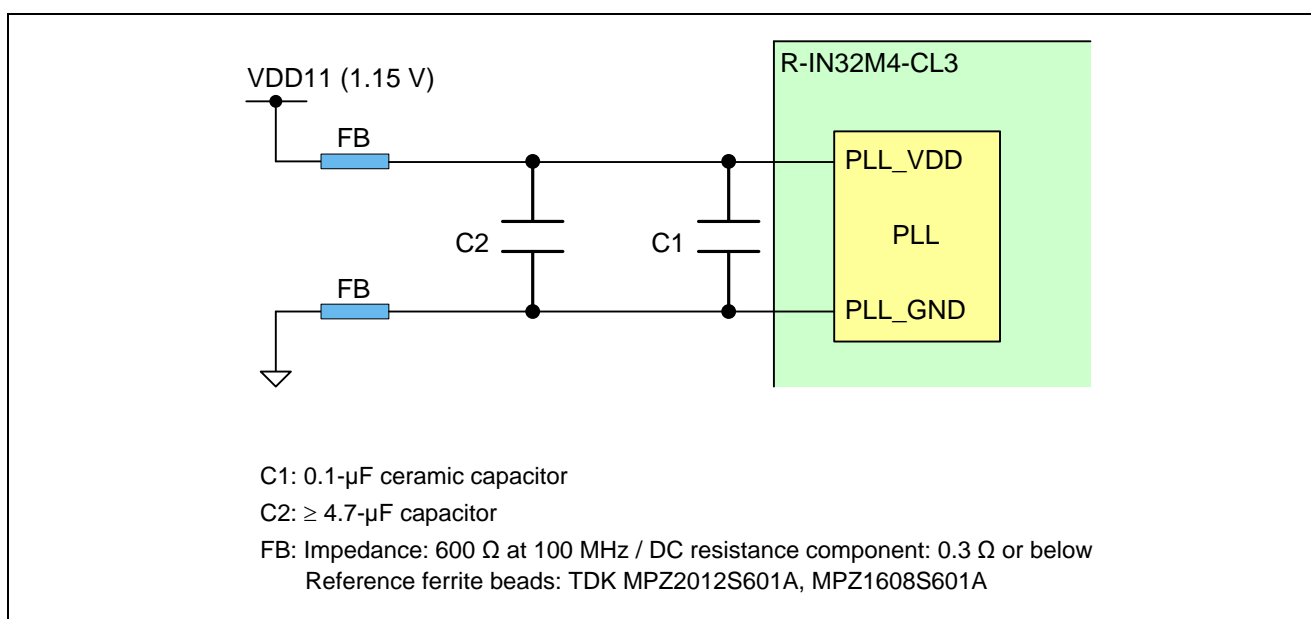 R-IN32M4-CL3
VDD11 (1.15 V)
FB
PLL_VDD
C2
C1
PLL
FB
PLL_GND
C1: 0.1-µF ceramic capacitor
C2: ≥ 4.7-µF capacitor
FB: Impedance: 600 Ω at 100 MHz / DC resistance component: 0.3 Ω or below
Reference ferrite beads: TDK MPZ2012S601A, MPZ1608S601A